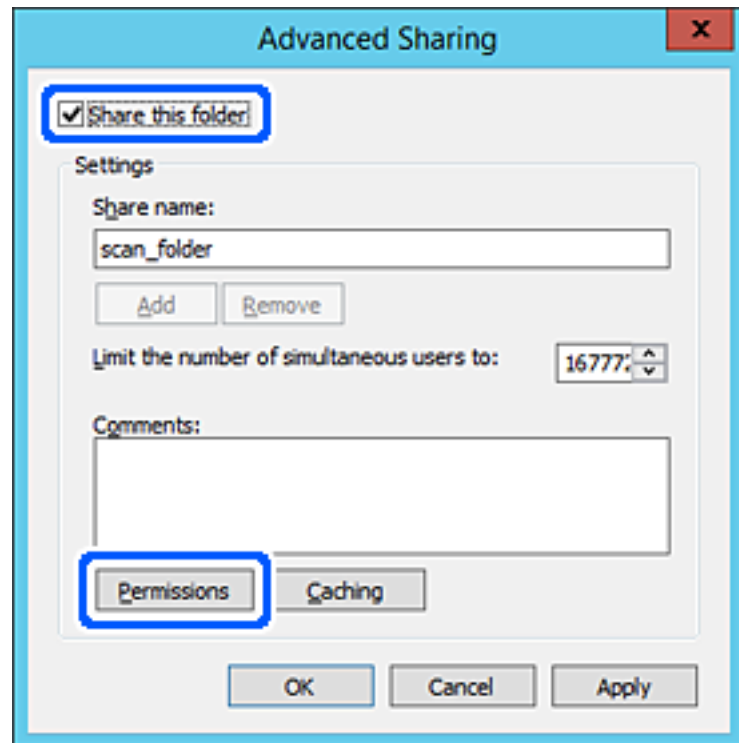 Advanced Sharing
x
Share this folder
Settings
Share name:
scan_folder
Add Remove
Limit the number of simultaneous users to:
Comments:
Permissions Caching
OK Cancel Apply